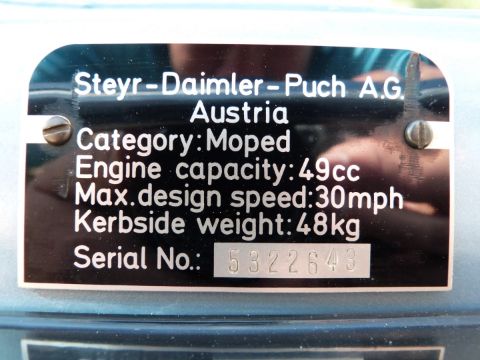 Steyr-Daimler-Puch A.G.
Austria
Category: Moped
Engine capacity: 49cc
Max. design speed: 30mph
Kerbside weight: 48kg
Serial No.: 5322643